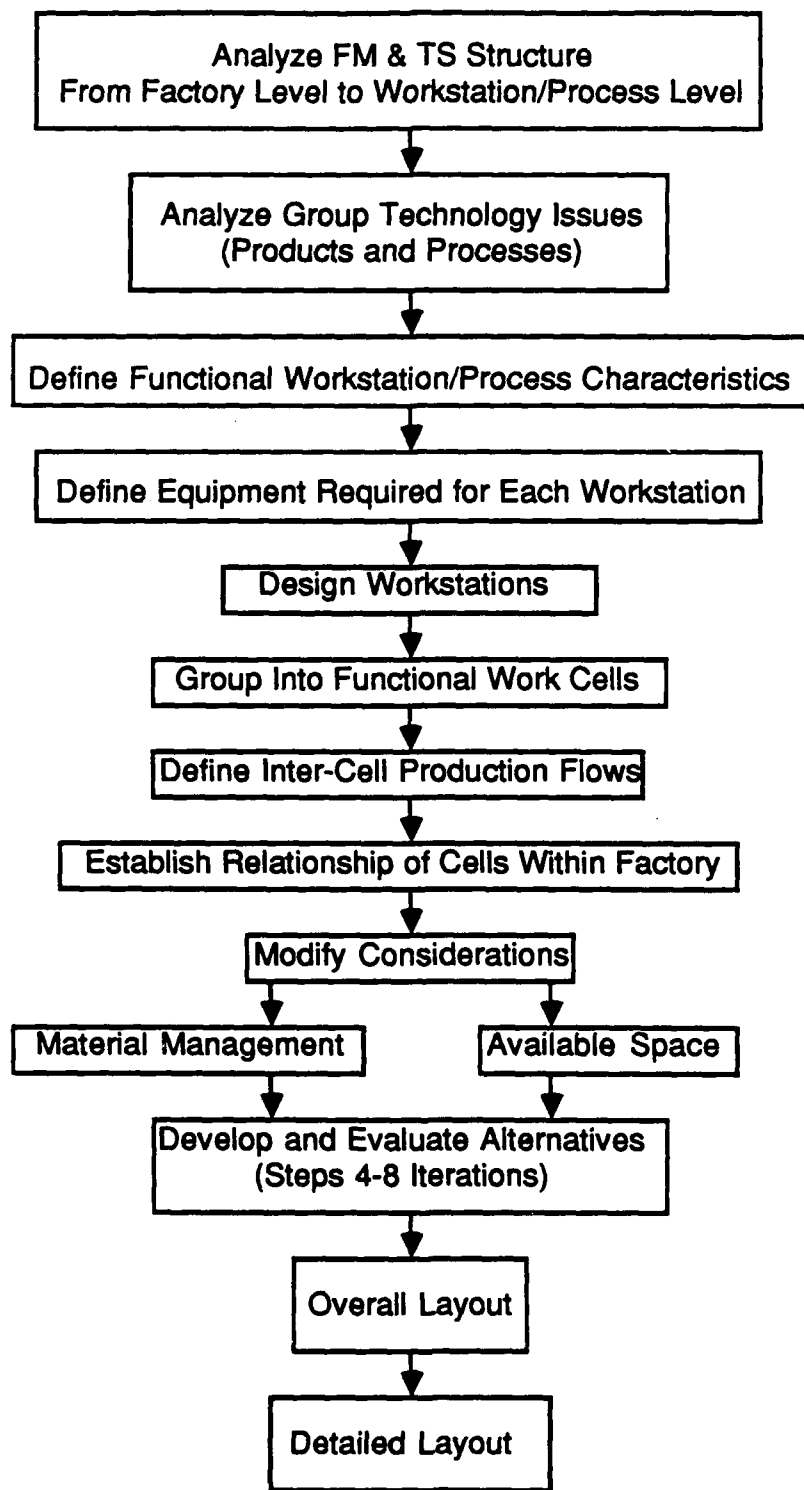 Analyze FM & TS Structure
From Factory Level to Workstation/Process Level
Analyze Group Technology Issues
(Products and Processes)
Define Functional Workstation/Process Characteristics
Define Equipment Required for Each Workstation
Design Workstations
Group Into Functional Work Cells
Define Inter-Cell Production Flows
Establish Relationship of Cells Within Factory
Modify Considerations
Material Management
Available Space
Develop and Evaluate Alternatives
(Steps 4-8 Iterations)
Overall Layout
Detailed Layout